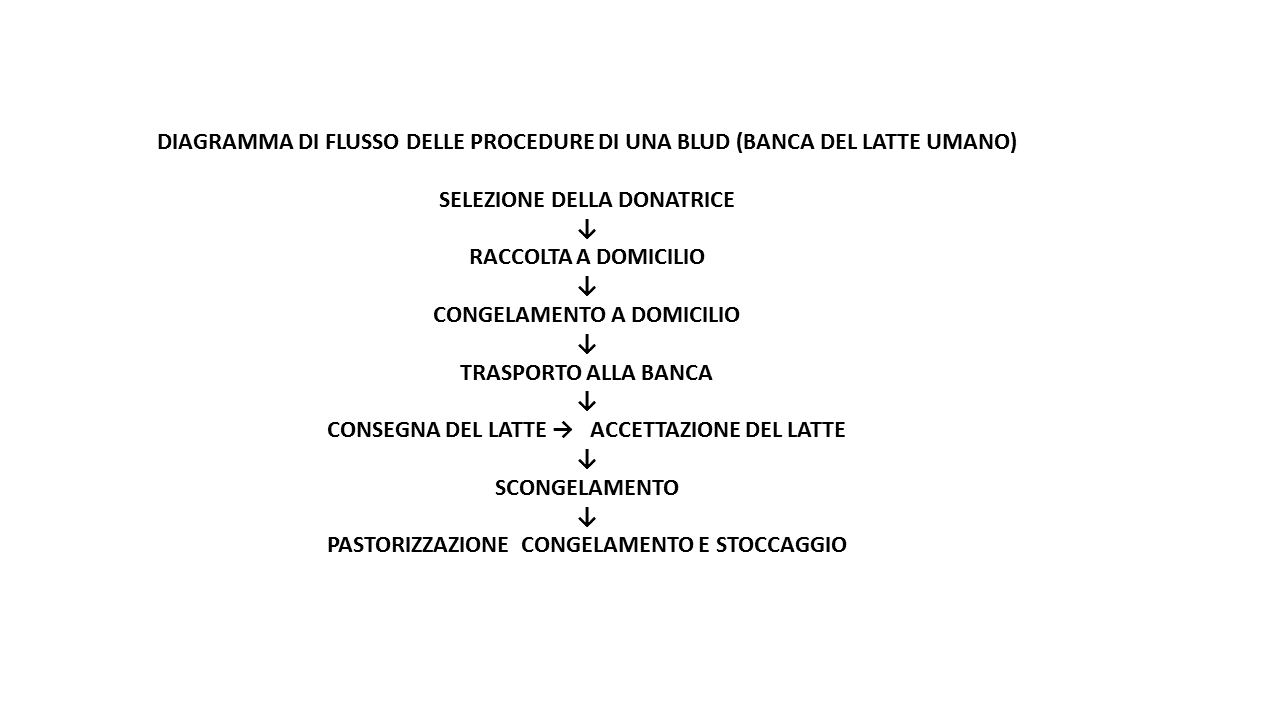 DIAGRAMMA DI FLUSSO DELLE PROCEDURE DI UNA BLUD (BANCA DEL LATTE UMANO)
SELEZIONE DELLA DONATRICE
↓
RACCOLTA A DOMICILIO
↓
CONGELAMENTO A DOMICILIO
↓
TRASPORTO ALLA BANCA
↓
CONSEGNA DEL LATTE → ACCETTAZIONE DEL LATTE
↓
SCONGELAMENTO
↓
PASTORIZZAZIONE CONGELAMENTO E STOCCAGGIO